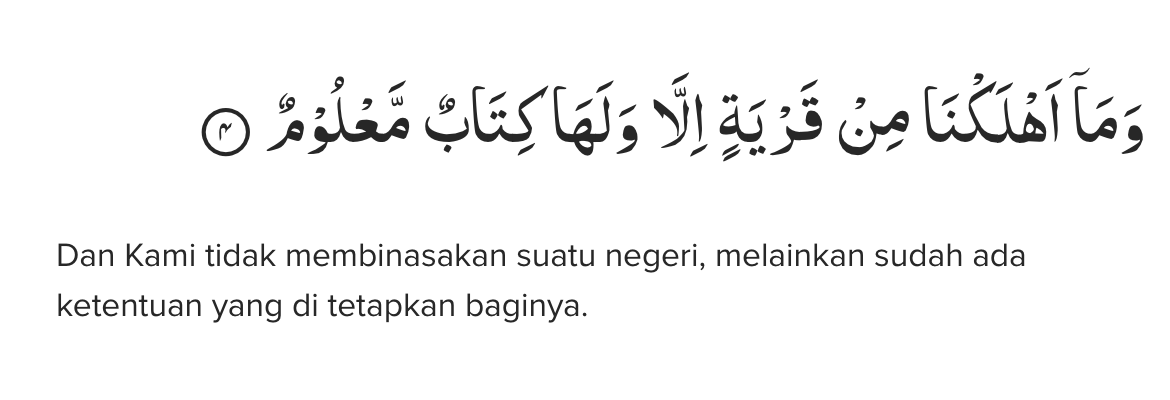 وَمَآ اَهْلَكْنَا مِنْ قَرْيَةٍ اِلَّا وَلَهَا كِتَابٌ مَّعْلُوْمٌ ٤
Dan Kami tidak membinasakan suatu negeri, melainkan sudah ada
ketentuan yang di tetapkan baginya.